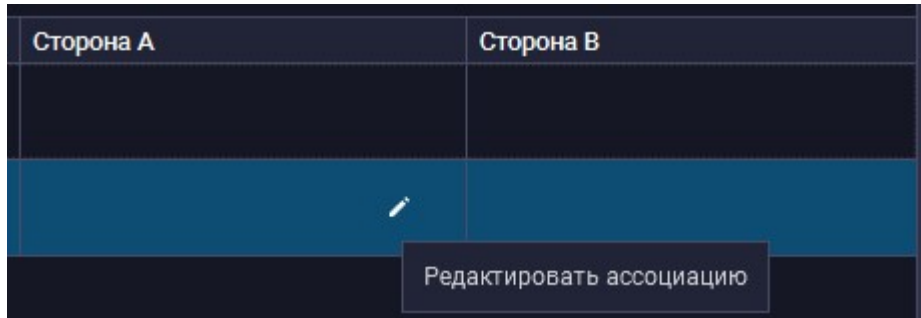 Сторона A
Сторона B
Редактировать ассоциацию